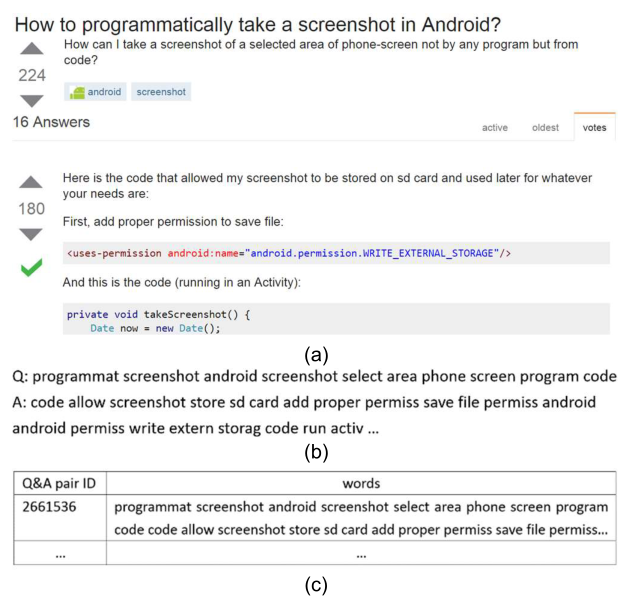 How to programmatically take a screenshot in Android?
How can I take a screenshot of a selected area of phone-screen not by any program but from
code?
224
android screenshot
16 Answers
active oldest votes
Here is the code that allowed my screenshot to be stored on sd card and used later for whatever
your needs are:
180
First, add proper permission to save file:
<uses-permission android:name="android.permission.WRITE_EXTERNAL_STORAGE"/>
And this is the code (running in an Activity):
private void takeScreenshot() {
Date now = new Date();
(a)
Q: programmat screenshot android screenshot select area phone screen program code
A: code allow screenshot store sd card add proper permiss save file permiss android
android permiss write extern storag code run activ ...
(b)
Q&A pair ID words
2661536 programmat screenshot android screenshot select area phone screen program
code code allow screenshot store sd card add proper permiss save file permiss...
... ...
(c)